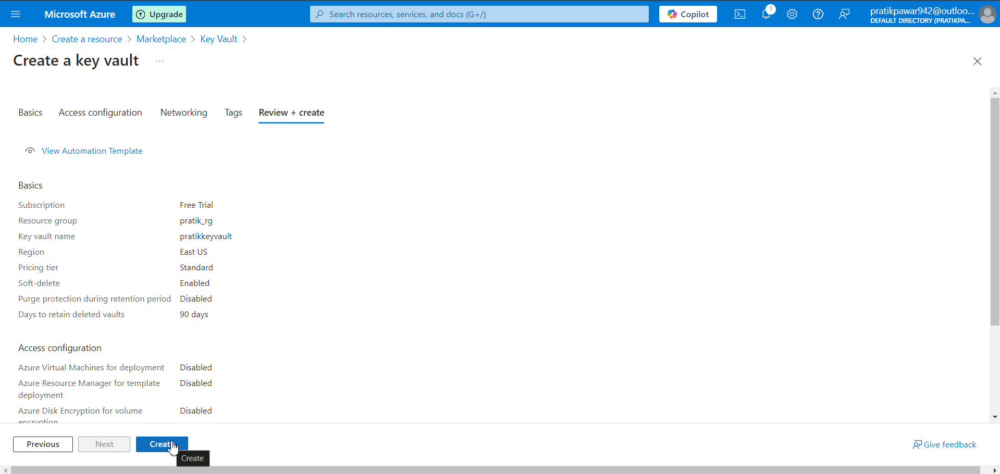 Microsoft Azure
Upgrade
Search resources, services, and docs (G+/)
Copilot
1
pratikpawar942@outloo...
DEFAULT DIRECTORY (PRATIKPA...
Home > Create a resource > Marketplace > Key Vault >
Create a key vault ...
Basics Access configuration Networking Tags Review + create
View Automation Template
Basics
Subscription Free Trial
Resource group pratik_rg
Key vault name pratikkeyvault
Region East US
Pricing tier Standard
Soft-delete Enabled
Purge protection during retention period Disabled
Days to retain deleted vaults 90 days
Access configuration
Azure Virtual Machines for deployment Disabled
Azure Resource Manager for template Disabled
deployment
Azure Disk Encryption for volume Disabled
encryption
Previous Next Create
Create
Give feedback